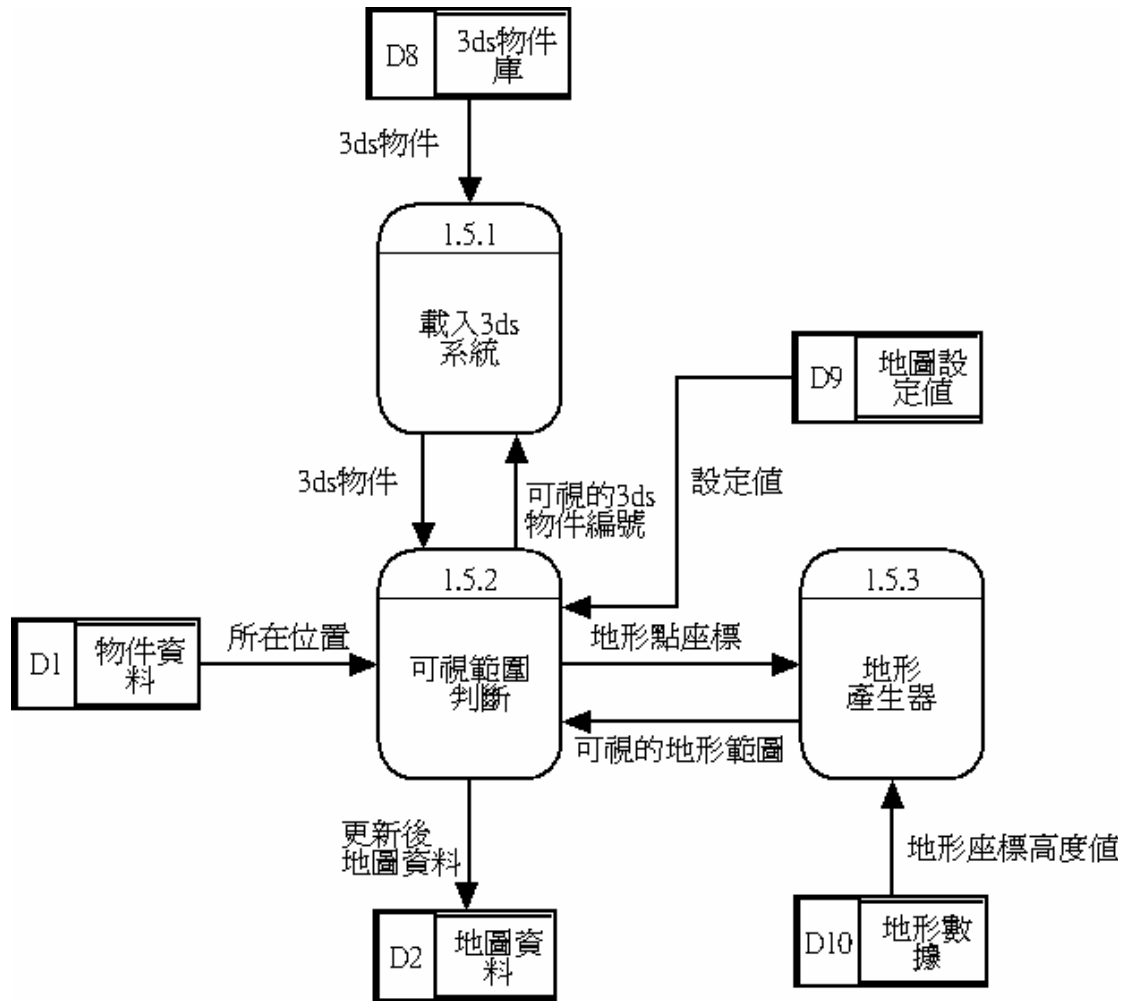 D8
3ds物件
庫
3ds物件
1.5.1
載入3ds
系統
D9
地圖設
定值
3ds物件
可視的3ds
物件編號
設定值
1.5.2
1.5.3
D1
物件資
料
所在位置
可視範圍
判斷
地形點座標
地形
產生器
可視的地形範圍
更新後
地圖資料
地形座標高度值
D2
地圖資
料
D10
地形數
據